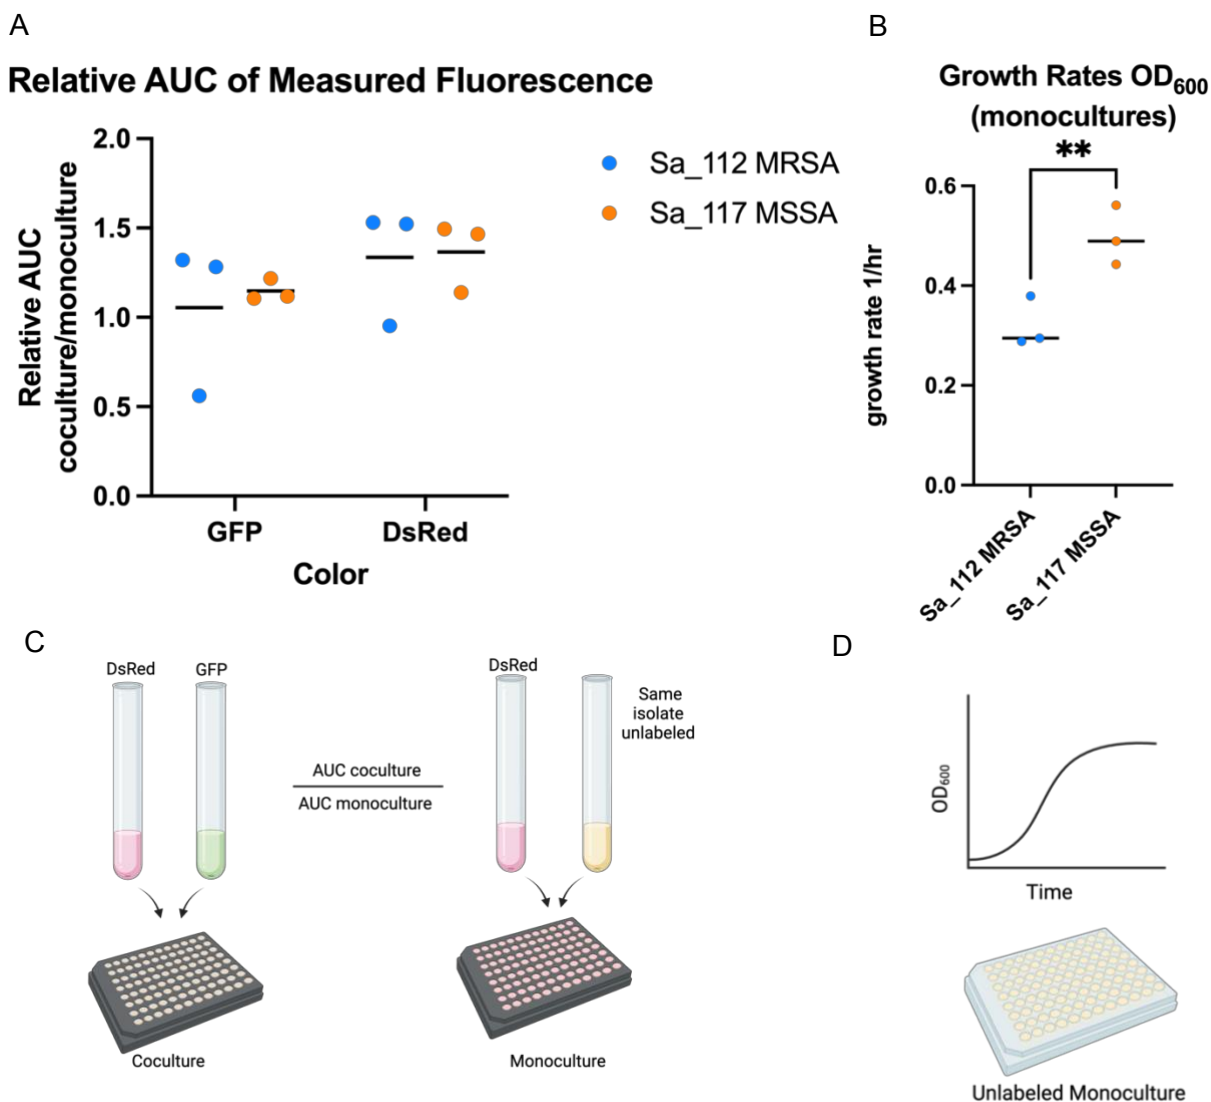 A
Relative AUC of Measured Fluorescence
Relative AUC
coculture/monoculture
2.0
1.5
1.0
0.5
0.0
GFP
DsRed
Color
Sa_112 MRSA
Sa_117 MSSA
B
Growth Rates OD600
(monocultures)
**
growth rate 1/hr
0.6
0.4
0.2
0.0
Sa_112 MRSA
Sa_117 MSSA
C
DsRed
GFP
AUC coculture
AUC monoculture
DsRed
Same
isolate
unlabeled
Coculture
Monoculture
D
OD600
Time
Unlabeled Monoculture